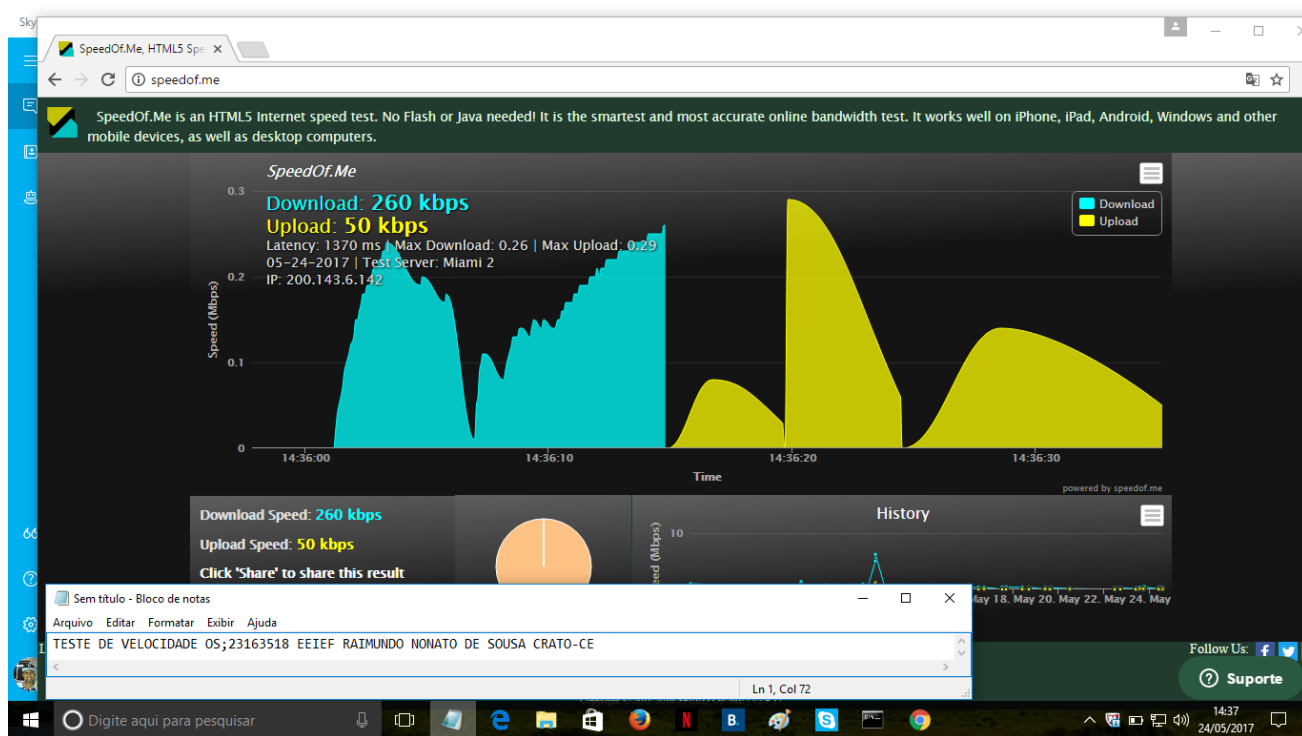 Sky
SpeedOf.Me, HTML5 Spe
speedof.me
SpeedOf.Me is an HTML5 Internet speed test. No Flash or Java needed! It is the smartest and most accurate online bandwidth test. It works well on iPhone, iPad, Android, Windows and other
mobile devices, as well as desktop computers.
SpeedOf.Me
Download: 260 kbps
Upload: 50 kbps
Latency: 1370 ms | Max Download: 0.26 | Max Upload: 0.29
05-24-2017 | Test Server: Miami 2
IP: 200.143.6.142
Download
Upload
0.3
0.2
0.1
0
Speed (Mbps)
14:36:00 14:36:10 14:36:20 14:36:30
Time
powered by speedof.me
Download Speed: 260 kbps
Upload Speed: 50 kbps
Click 'Share' to share this result
History
10
eed (Mbps)
May 18. May 20. May 22. May 24. May
Sem título - Bloco de notas
Arquivo Editar Formatar Exibir Ajuda
TESTE DE VELOCIDADE OS;23163518 EEIEF RAIMUNDO NONATO DE SOUSA CRATO-CE
Ln 1, Col 72
Follow Us:
Suporte
Digite aqui para pesquisar
14:37
24/05/2017